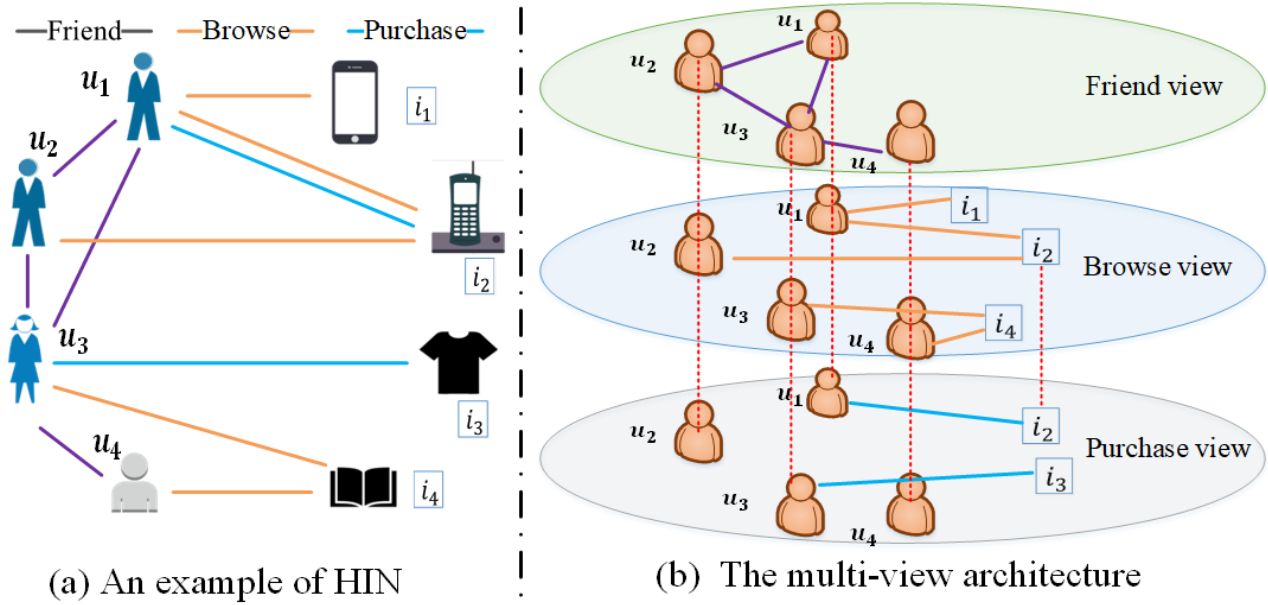 Friend Browse Purchase
u1
i1
u2
i2
u3
i3
u4
i4
(a) An example of HIN
u1
u2
Friend view
u3
u4
u1
i1
u2
i2
Browse view
u3
i4
u4
u1
i2
u2
Purchase view
i3
u3
u4
(b) The multi-view architecture